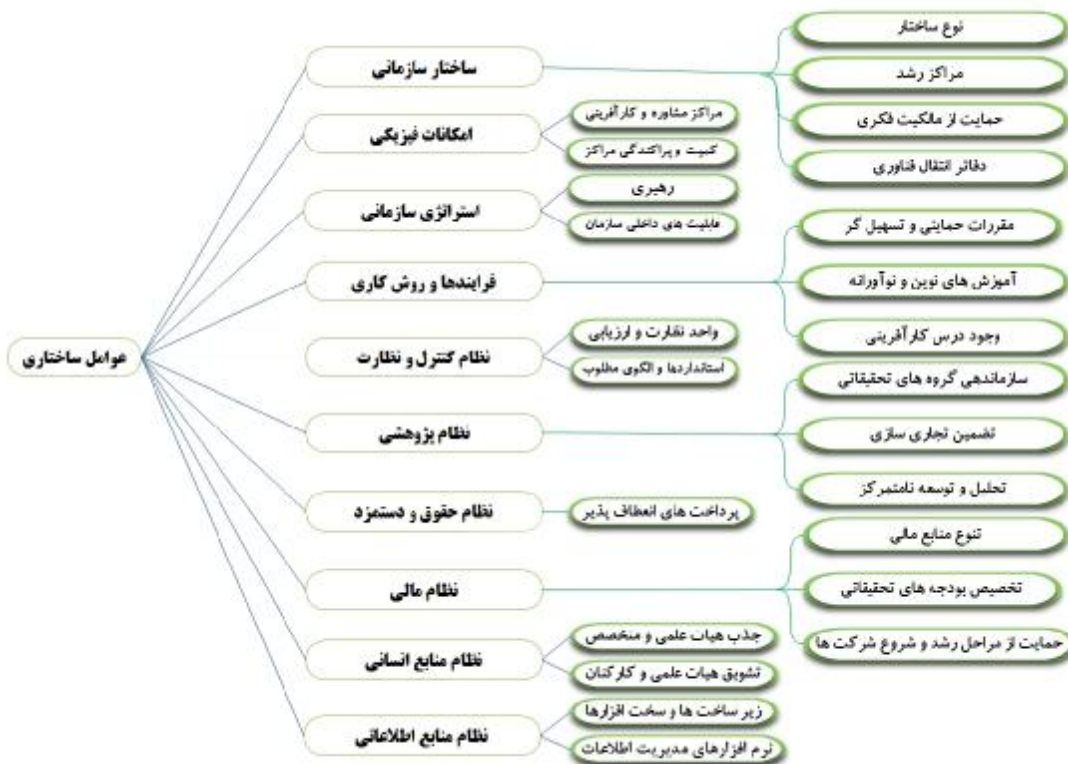 عوامل ساختاری
ساختار سازمانی
نوع ساختار
مراکز رشد
حمایت از مالکیت فکری
دفاتر انتقال فناوری
امکانات فیزیکی
مراکز مشاوره و کارآفرینی
کمیت و پراکندگی مراکز
استراتژی سازمانی
رهبری
قابلیت های داخلی سازمان
فرایندها و روش کاری
مقررات حمایتی و تسهیل گر
آموزش های نوین و نوآورانه
وجود درس کارآفرینی
نظام کنترل و نظارت
واحد نظارت و ارزیابی
استانداردها و الگوی مطلوب
نظام پژوهشی
سازماندهی گروه های تحقیقاتی
تضمین تجاری سازی
تحلیل و توسعه نامتمرکز
نظام حقوق و دستمزد
پرداخت های انعطاف پذیر
نظام مالی
تنوع منابع مالی
تخصیص بودجه های تحقیقاتی
حمایت از مراحل رشد و شروع شرکت ها
نظام منابع انسانی
جذب هیات علمی و متخصص
تشویق هیات علمی و کارکنان
نظام منابع اطلاعاتی
زیر ساخت ها و سخت افزارها
نرم افزارهای مدیریت اطلاعات